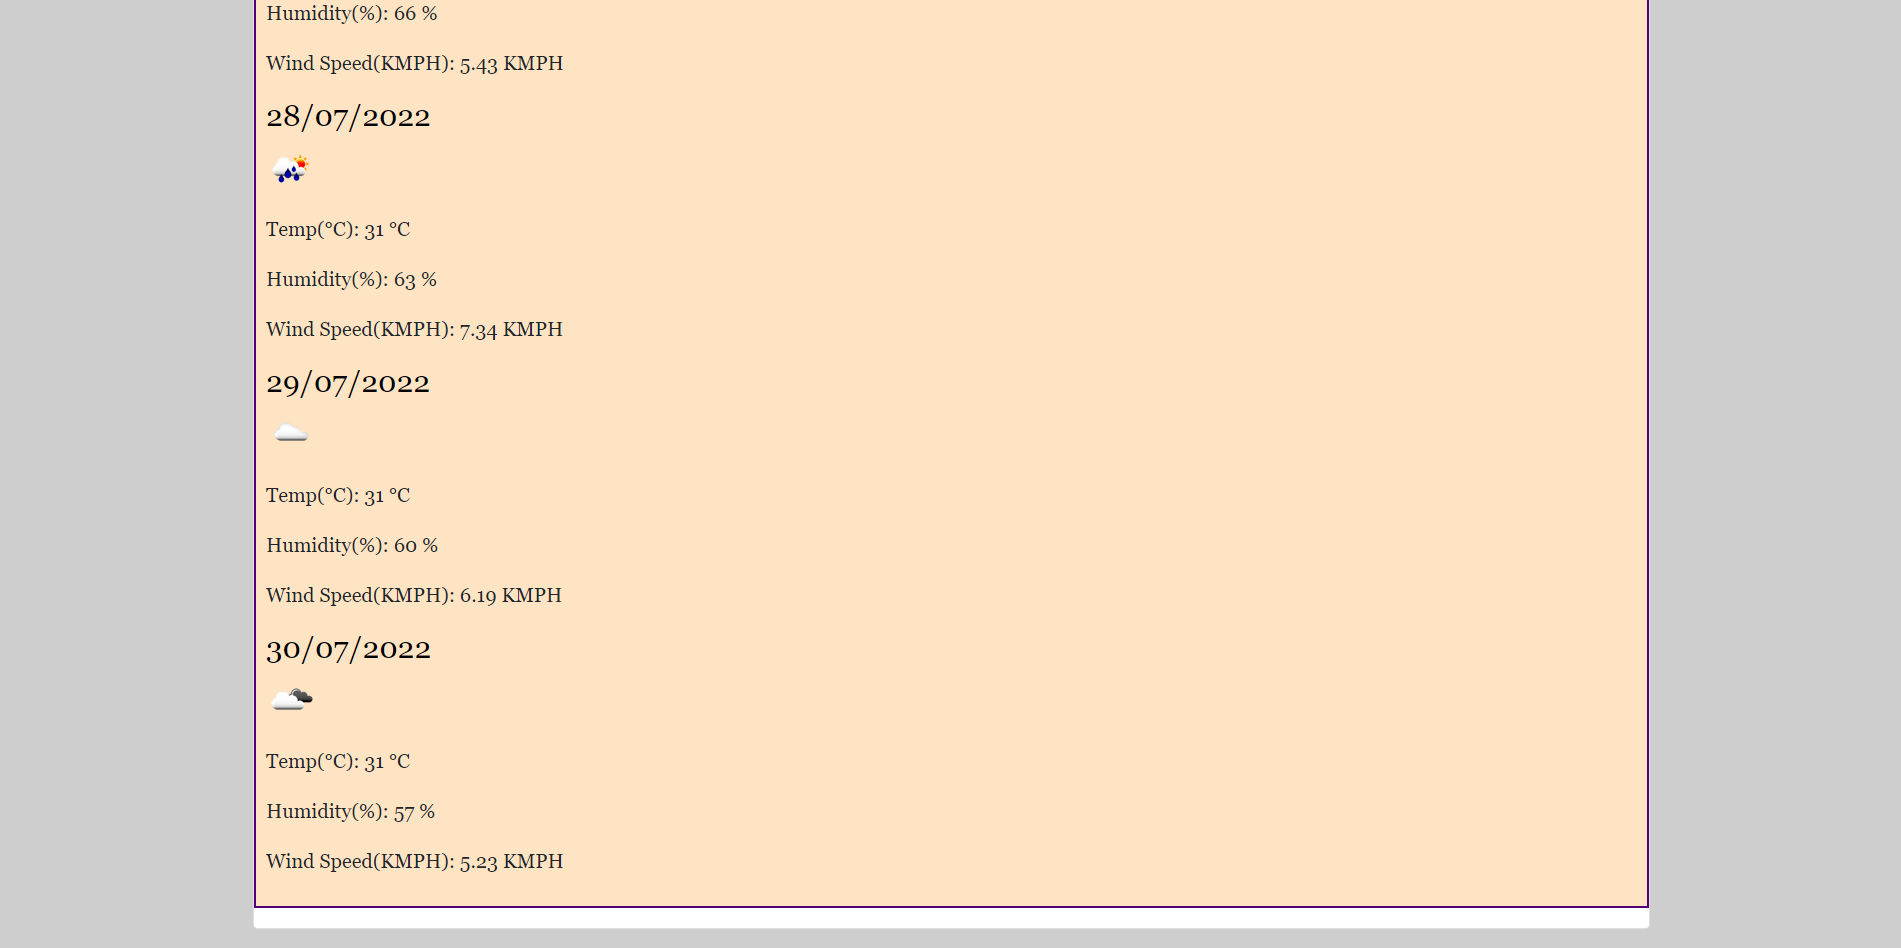 Humidity(%): 66 %
Wind Speed(KMPH): 5.43 KMPH
28/07/2022
Temp(°C): 31 °C
Humidity(%): 63 %
Wind Speed(KMPH): 7.34 KMPH
29/07/2022
Temp(°C): 31 °C
Humidity(%): 60 %
Wind Speed(KMPH): 6.19 KMPH
30/07/2022
Temp(°C): 31 °C
Humidity(%): 57 %
Wind Speed(KMPH): 5.23 KMPH